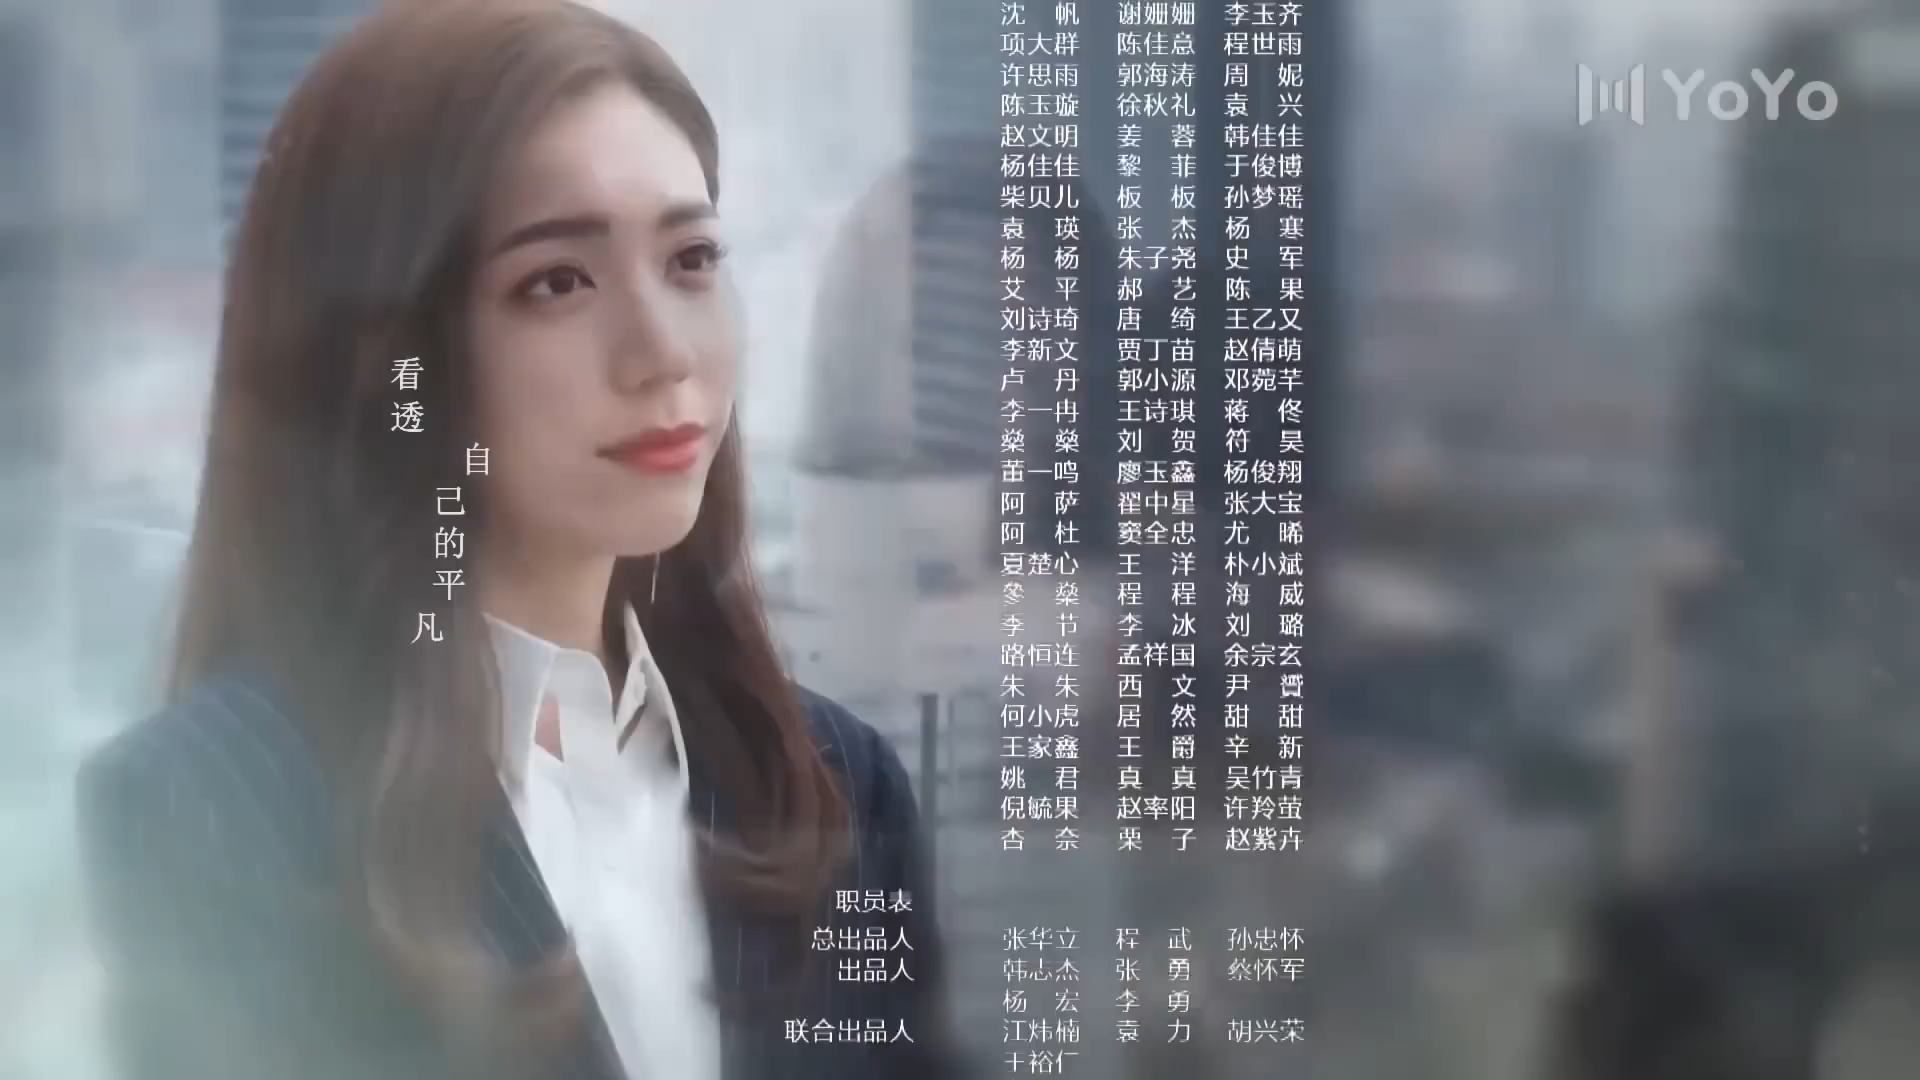 沈 帆 谢姗姗 李玉齐
项大群 陈佳意 程世雨
许思雨 郭海涛 周 妮
陈玉璇 徐秋礼 袁 兴
赵文明 姜 蓉 韩佳佳
杨佳佳 黎 菲 于俊博
柴贝儿 板 板 孙梦瑶
袁 瑛 张 杰 杨 寒
杨 杨 朱子尧 史 军
艾 平 郝 艺 陈 果
刘诗琦 唐 绮 王乙又
李新文 贾丁苗 赵倩萌
卢 丹 郭小源 邓菀芊
李一冉 王诗琪 蒋 佟
燊 燊 刘 贺 符 昊
董一鸣 廖玉鑫 杨俊翔
阿 萨 翟中星 张大宝
阿 杜 窦全忠 尤 晞
夏楚心 王 洋 朴小斌
參 燊 程 程 海 威
季 节 李 冰 刘 璐
路恒连 孟祥国 余宗玄
朱 朱 西 文 尹
何小虎 居 然 甜 甜
王家鑫 王 爵 辛 新
姚 君 真 真 吴竹青
倪毓果 赵率阳 许羚萤
杏 奈 栗 子 赵紫卉
职员表
总出品人 张华立 程 武 孙忠怀
出品人 韩志杰 张 勇 蔡怀军
杨 宏 李 勇
联合出品人 江炜楠 袁 力 胡兴荣
王裕仁
看透
自己的平凡
YoYo